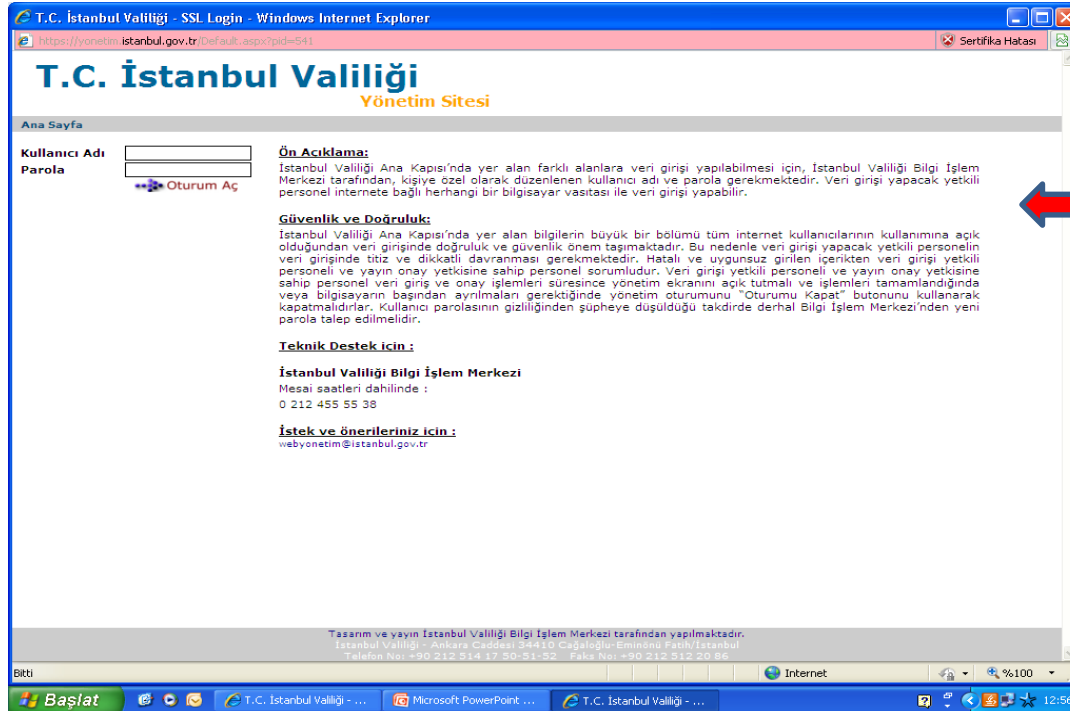 T.C. İstanbul Valiliği - SSL Login - Windows Internet Explorer
https://yonetim.istanbul.gov.tr/Default.aspx?pid=541
Sertifika Hatası
T.C. İstanbul Valiliği
Yönetim Sitesi
Ana Sayfa
Kullanıcı Adı
Parola
Oturum Aç
Ön Açıklama:
İstanbul Valiliği Ana Kapısı’nda yer alan farklı alanlara veri girişi yapılabilmesi için, İstanbul Valiliği Bilgi İşlem
Merkezi tarafından, kişiye özel olarak düzenlenen kullanıcı adı ve parola gerekmektedir. Veri girişi yapacak yetkili
personel internete bağlı herhangi bir bilgisayar vasıtası ile veri girişi yapabilir.
Güvenlik ve Doğruluk:
İstanbul Valiliği Ana Kapısı’nda yer alan bilgilerin büyük bir bölümü tüm internet kullanıcılarının kullanımına açık
olduğundan veri girişinde doğruluk ve güvenlik önem taşımaktadır. Bu nedenle veri girişi yapacak yetkili personelin
veri girişinde titiz ve dikkatli davranması gerekmektedir. Hatalı ve uygunsuz girilen içerikten veri girişi yetkili
personeli ve yayın onay yetkisine sahip personel sorumludur. Veri girişi yetkili personeli ve yayın onay yetkisine
sahip personel veri giriş ve onay işlemleri süresince yönetim ekranını açık tutmalı ve işlemleri tamamlandığında
veya bilgisayarın başından ayrılmaları gerektiğinde yönetim oturumunu “Oturumu Kapat” butonunu kullanarak
kapatmalıdırlar. Kullanıcı parolasının gizliliğinden şüpheye düşüldüğü takdirde derhal Bilgi İşlem Merkezi’nden yeni
parola talep edilmelidir.
Teknik Destek için :
İstanbul Valiliği Bilgi İşlem Merkezi
Mesai saatleri dahilinde :
0 212 455 55 38
İstek ve önerileriniz için :
webyonetim@istanbul.gov.tr
Tasarım ve yayın İstanbul Valiliği Bilgi İşlem Merkezi tarafından yapılmaktadır.
İstanbul Valiliği - Ankara Caddesi 34410 Cağaloğlu-Eminönü Fatih/İstanbul
Telefon No: +90 212 514 17 50-51-52 Faks No: +90 212 512 20 86
Bitti
Internet
%100
Başlat
T.C. İstanbul Valiliği - ...
Microsoft PowerPoint ...
T.C. İstanbul Valiliği - ...
12:56